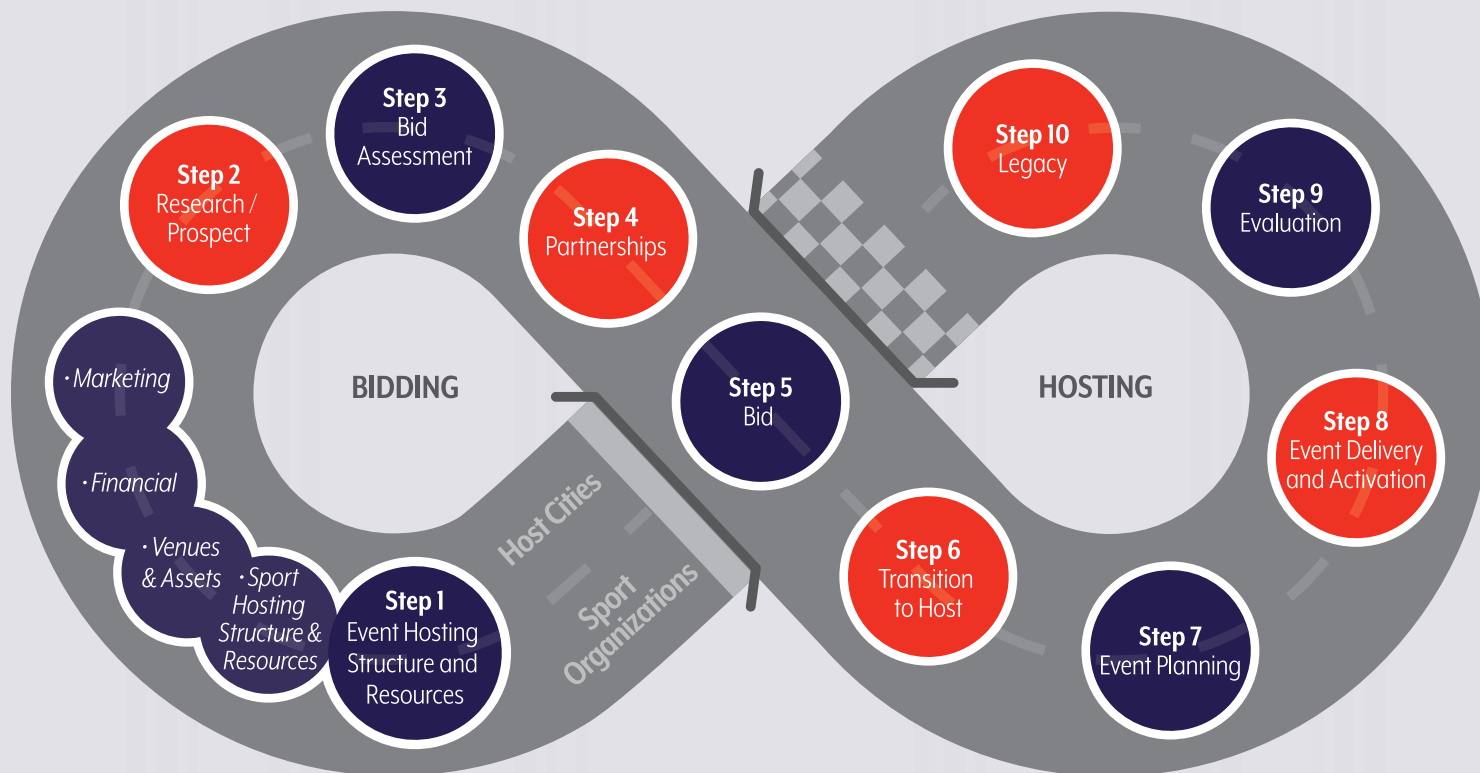 BIDDING
Host Cities
Sport
Organizations
Step 1
Event Hosting
Structure and
Resources
· Sport
Hosting
Structure &
Resources
· Venues
& Assets
· Financial
· Marketing
Step 2
Research /
Prospect
Step 3
Bid
Assessment
Step 4
Partnerships
Step 5
Bid
HOSTING
Step 6
Transition
to Host
Step 7
Event Planning
Step 8
Event Delivery
and Activation
Step 9
Evaluation
Step 10
Legacy